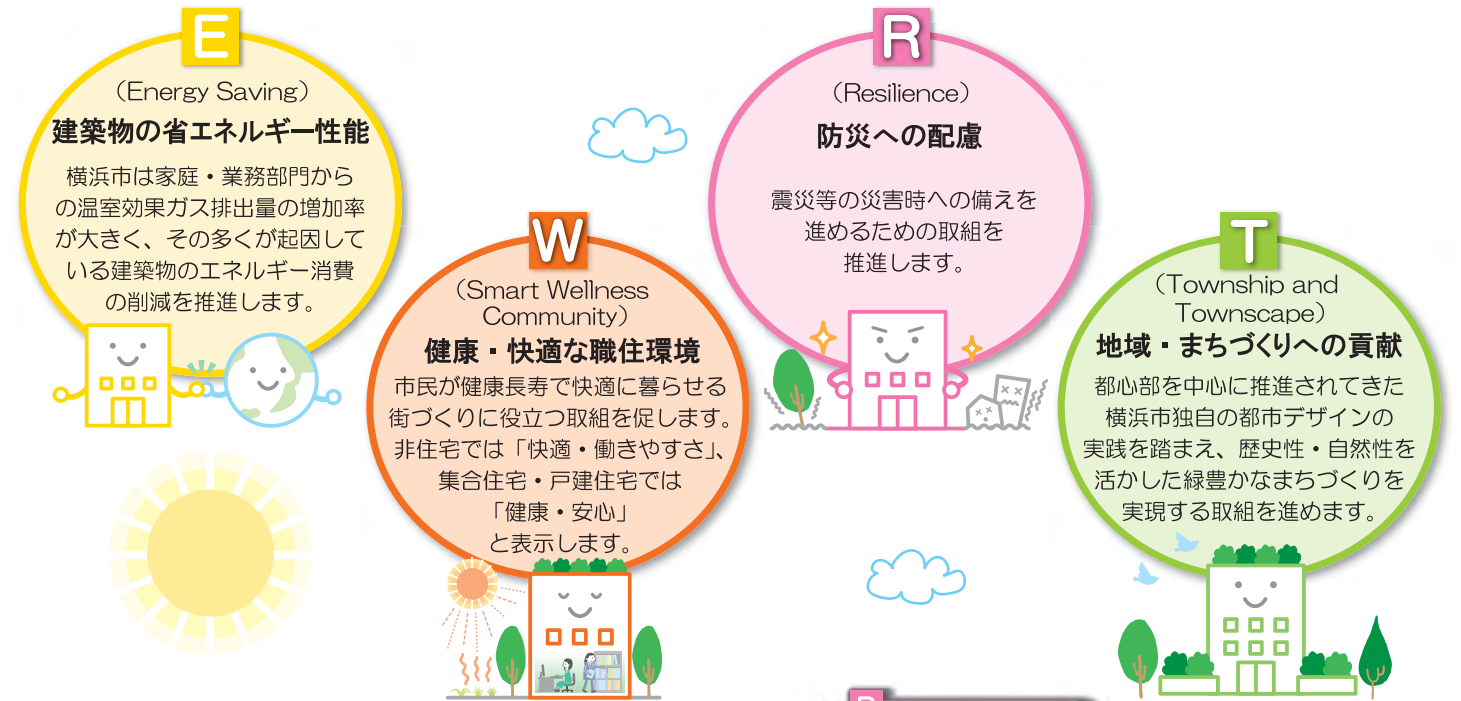 E
(Energy Saving)
建築物の省エネルギー性能
横浜市は家庭・業務部門から
の温室効果ガス排出量の増加率
が大きく、その多くが起因して
いる建築物のエネルギー消費
の削減を推進します。
W
(Smart Wellness
Community)
健康・快適な職住環境
市民が健康長寿で快適に暮らせる
街づくりに役立つ取組を促します。
非住宅では「快適・働きやすさ」、
集合住宅・戸建住宅では
「健康・安心」
と表示します。
R
(Resilience)
防災への配慮
震災等の災害時への備えを
進めるための取組を
推進します。
T
(Township and
Townscape)
地域・まちづくりへの貢献
都心部を中心に推進されてきた
横浜市独自の都市デザインの
実践を踏まえ、歴史性・自然性を
活かした緑豊かなまちづくりを
実現する取組を進めます。